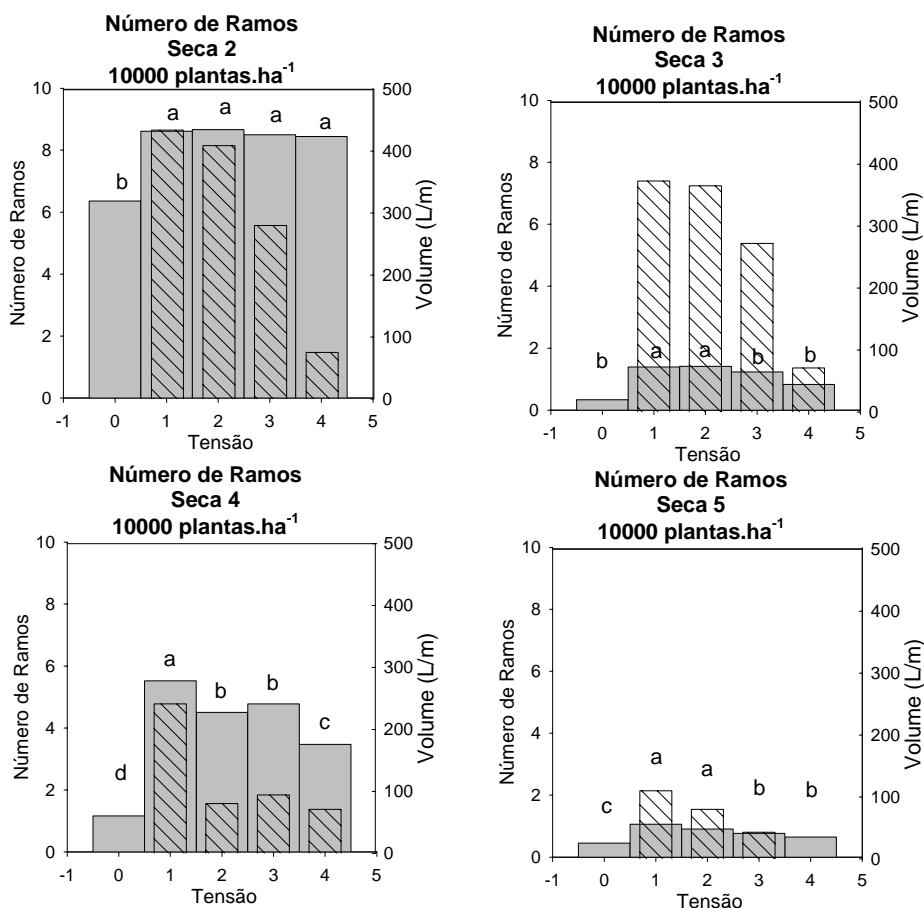 Número de Ramos
Seca 2
10000 plantas.ha⁻¹
10
8
6
4
2
0
Número de Ramos
b
a
a
a
a
500
400
300
200
100
0
Volume (L/m)
-1 0 1 2 3 4 5
Tensão
Número de Ramos
Seca 3
10000 plantas.ha⁻¹
10
8
6
4
2
0
Número de Ramos
b
a
a
b
b
500
400
300
200
100
0
Volume (L/m)
-1 0 1 2 3 4 5
Tensão
Número de Ramos
Seca 4
10000 plantas.ha⁻¹
10
8
6
4
2
0
Número de Ramos
d
a
b
b
c
500
400
300
200
100
0
Volume (L/m)
-1 0 1 2 3 4 5
Tensão
Número de Ramos
Seca 5
10000 plantas.ha⁻¹
10
8
6
4
2
0
Número de Ramos
c
a
a
b
b
500
400
300
200
100
0
Volume (L/m)
-1 0 1 2 3 4 5
Tensão